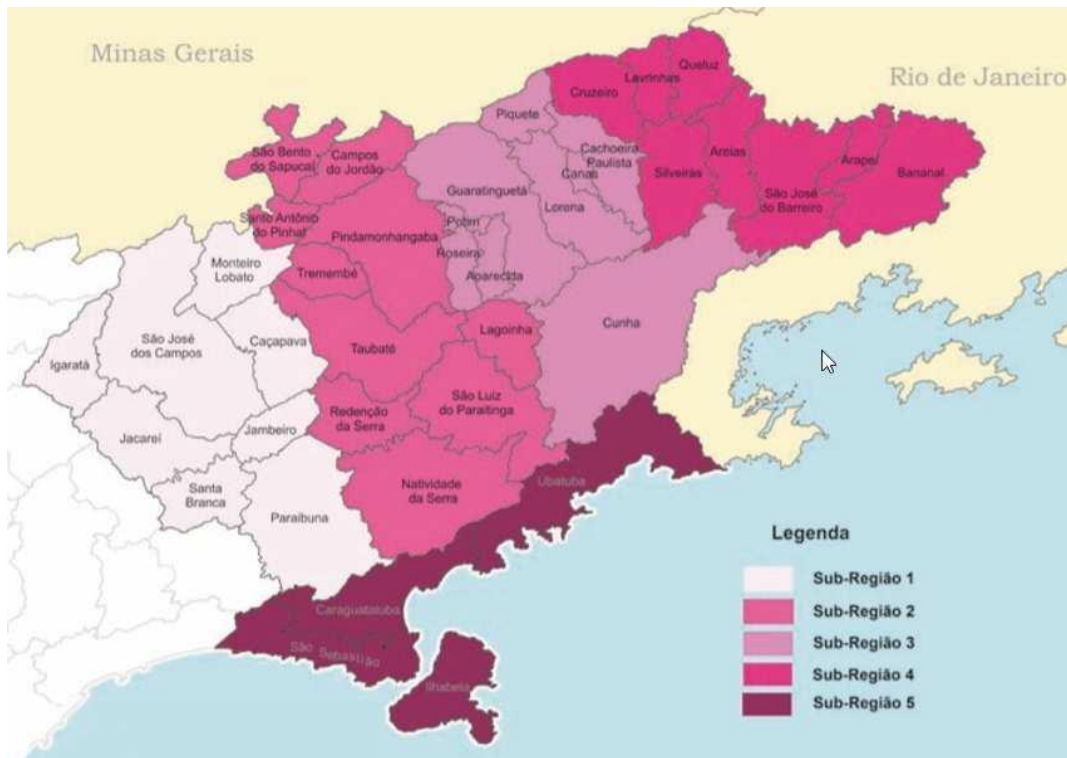 Minas Gerais
Rio de Janeiro
Queluz
Lavrinhas
Cruzeiro
Piquete
Cachoeira
Paulista
Canas
São Bento
do Sapucaí
Campos
do Jordão
Areias
Silveiras
Arapeí
Bananal
Guaratinguetá
São José
do Barreiro
Lorena
Santo Antônio
do Pinhal
Potim
Pindamonhangaba
Roseira
Monteiro
Lobato
Tremembé
Aparecida
Cunha
Lagoinha
São José
dos Campos
Caçapava
Taubaté
Igaratá
São Luiz
do Paraitinga
Redenção
da Serra
Jacareí
Jambeiro
Natividade
da Serra
Ubatuba
Santa
Branca
Paraibuna
Legenda
Sub-Região 1
Sub-Região 2
Sub-Região 3
Sub-Região 4
Sub-Região 5
Caraguatatuba
São Sebastião
Ilhabela